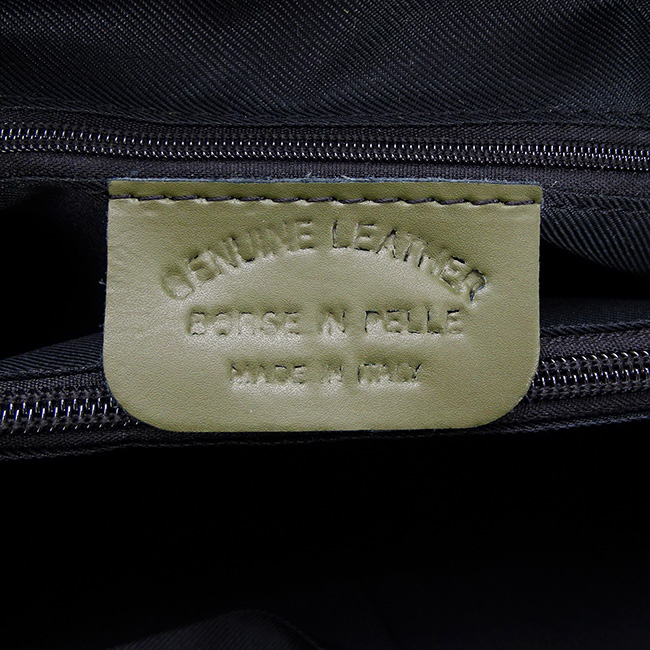 GENUINE LEATHER
BORSE IN PELLE
MADE IN ITALY